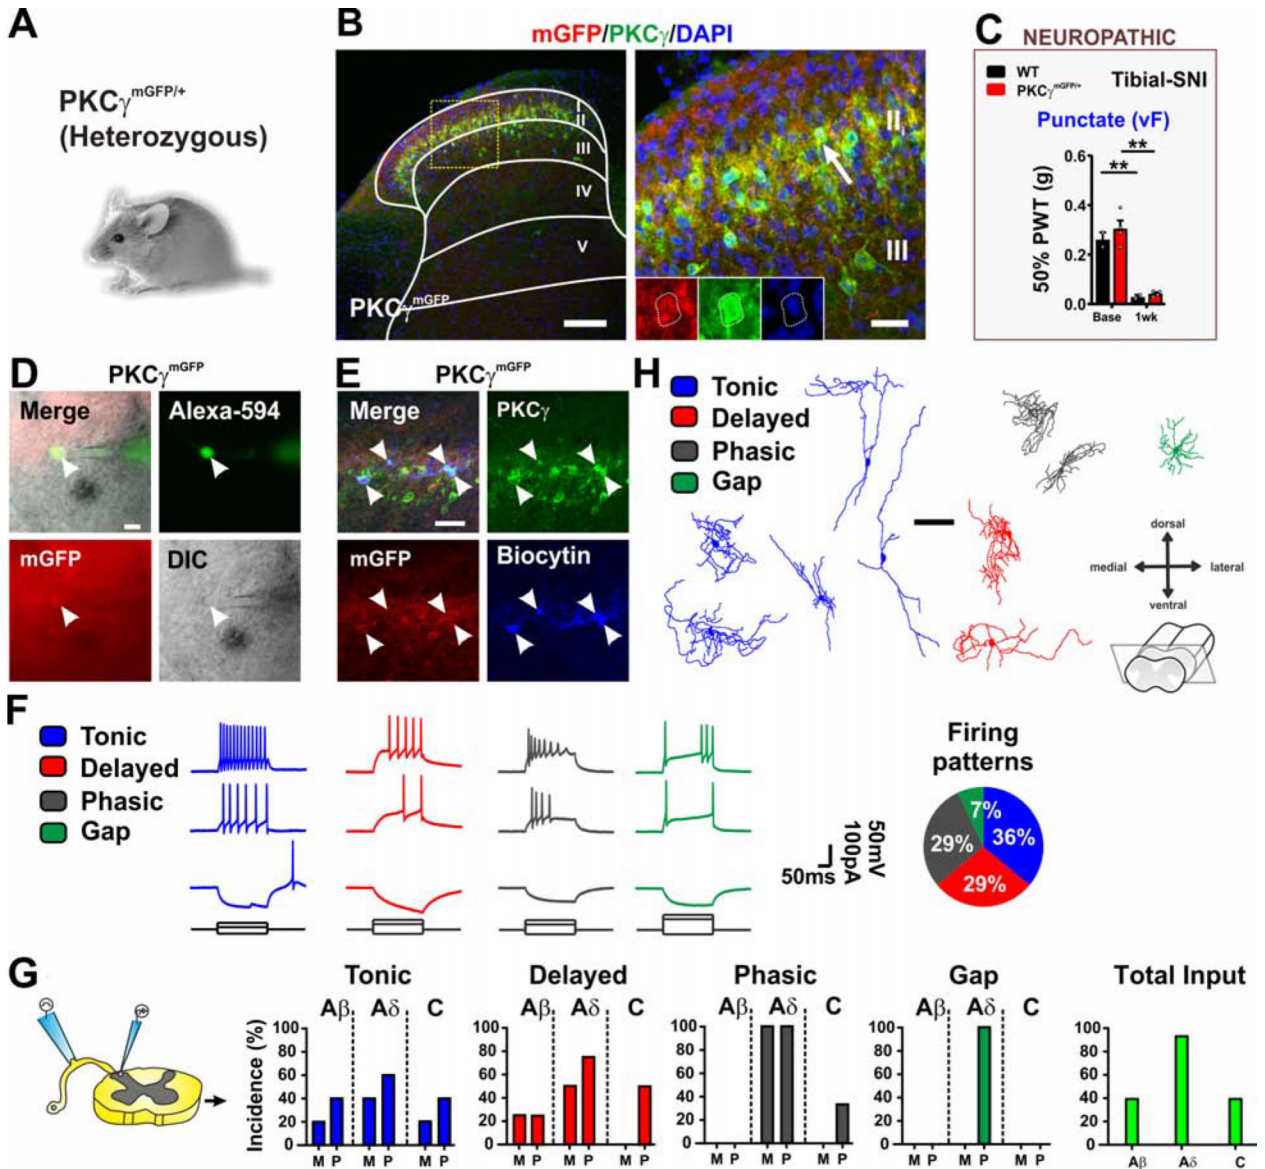 A
PKCγmGFP/+
(Heterozygous)
B
mGFP/PKCγ/DAPI
I
II
III
IV
V
PKCγmGFP
IIi
III
C
NEUROPATHIC
WT
PKCγmGFP/+
Tibial-SNI
Punctate (vF)
50% PWT (g)
0.6
0.4
0.2
0.0
**
**
Base
1wk
D
PKCγmGFP
Merge
Alexa-594
mGFP
DIC
E
PKCγmGFP
Merge
PKCγ
mGFP
Biocytin
H
Tonic
Delayed
Phasic
Gap
dorsal
medial
lateral
ventral
F
Tonic
Delayed
Phasic
Gap
50mV
100pA
50ms
Firing
patterns
7%
36%
29%
29%
G
Tonic
Aβ
Aδ
C
Incidence (%)
100
80
60
40
20
0
M P M P M P
Delayed
Aβ
Aδ
C
100
80
60
40
20
0
M P M P M P
Phasic
Aβ
Aδ
C
100
80
60
40
20
0
M P M P M P
Gap
Aβ
Aδ
C
100
80
60
40
20
0
M P M P M P
Total Input
100
80
60
40
20
0
Aβ
Aδ
C